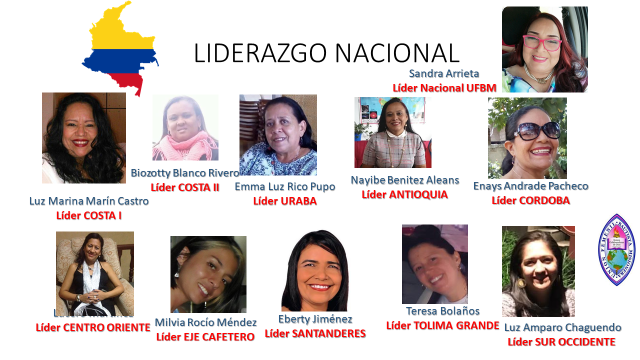 LIDERAZGO NACIONAL
Sandra Arrieta
Líder Nacional UFBM
Luz Marina Marín Castro
Líder COSTA I
Biozotty Blanco Rivero
Líder COSTA II
Emma Luz Rico Pupo
Líder URABA
Nayibe Benitez Aleans
Líder ANTIOQUIA
Enays Andrade Pacheco
Líder CORDOBA
Líder CENTRO ORIENTE
Milvia Rocío Méndez
Líder EJE CAFETERO
Eberty Jiménez
Líder SANTANDERES
Teresa Bolaños
Líder TOLIMA GRANDE
Luz Amparo Chaguendo
Líder SUR OCCIDENTE